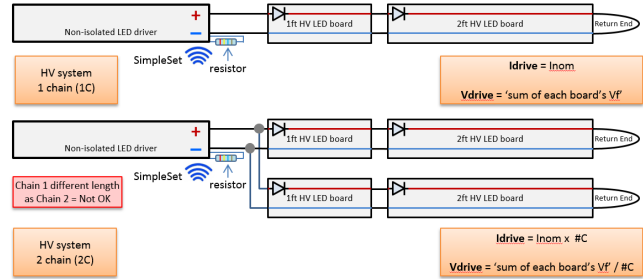 +
Non-isolated LED driver
−
1ft HV LED board
2ft HV LED board
Return End
SimpleSet
resistor
HV system
1 chain (1C)
Idrive = Inom
Vdrive = ‘sum of each board’s Vf’
+
Non-isolated LED driver
−
1ft HV LED board
2ft HV LED board
Return End
SimpleSet
resistor
Chain 1 different length
as Chain 2 = Not OK
1ft HV LED board
2ft HV LED board
Return End
HV system
2 chain (2C)
Idrive = Inom x #C
Vdrive = ‘sum of each board’s Vf’ / #C